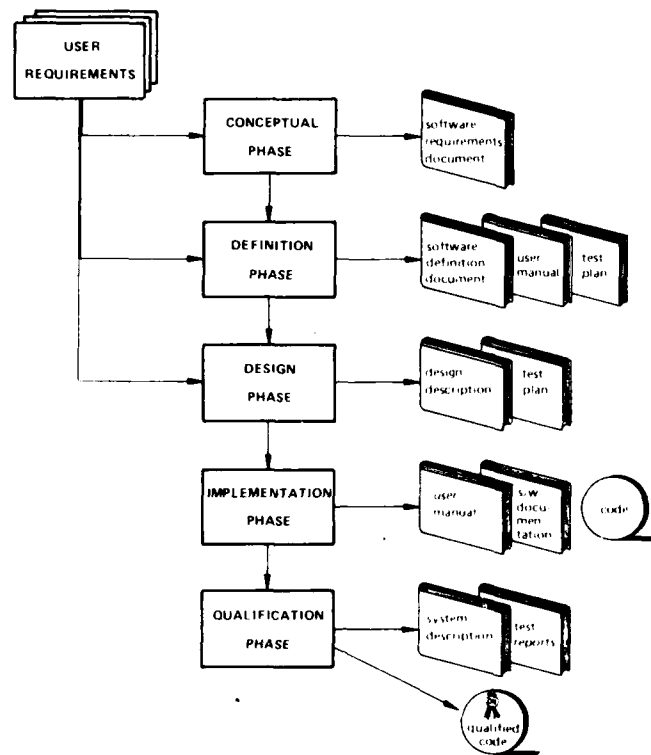 USER
REQUIREMENTS
CONCEPTUAL
PHASE
software
requirements
document
DEFINITION
PHASE
software
definition
document
user
manual
test
plan
DESIGN
PHASE
design
description
test
plan
IMPLEMENTATION
PHASE
user
manual
s/w
docu-
men
tation
code
QUALIFICATION
PHASE
system
description
test
reports
qualified
code